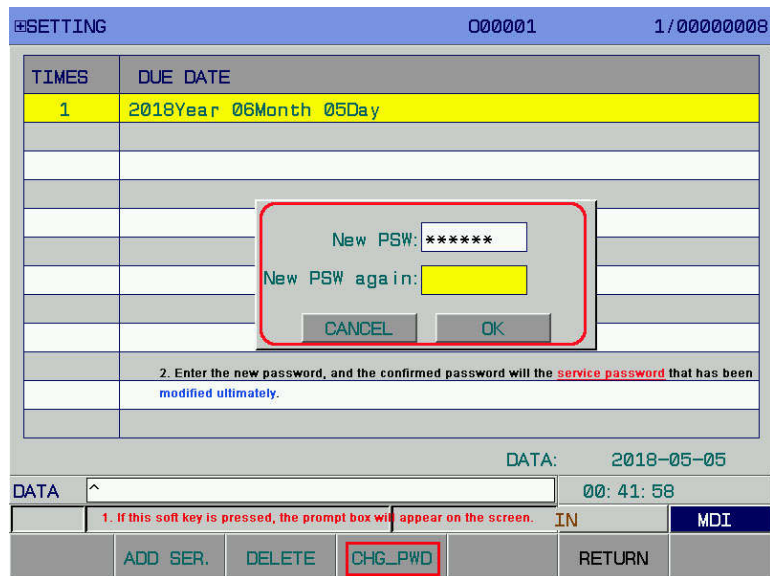 SETTING O00001 1/00000008
TIMES DUE DATE
1 2018Year 06Month 05Day
New PSW: ******
New PSW again:
CANCEL OK
2. Enter the new password, and the confirmed password will the service password that has been
modified ultimately.
DATA: 2018-05-05
DATA ^ 00: 41: 58
1. If this soft key is pressed, the prompt box will appear on the screen. IN MDI
ADD SER. DELETE CHG_PWD RETURN